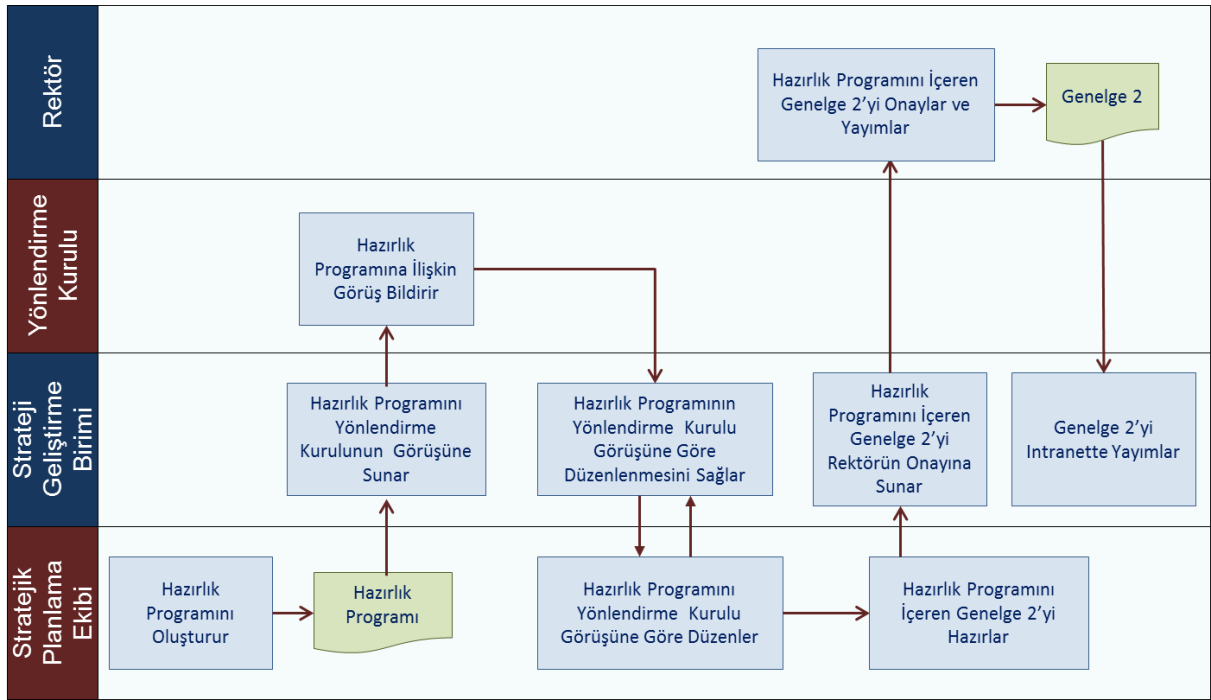 Rektör
Hazırlık Programını İçeren
Genelge 2’yi Onaylar ve
Yayımlar
Genelge 2
Yönlendirme
Kurulu
Hazırlık
Programına İlişkin
Görüş Bildirir
Strateji
Geliştirme
Birimi
Hazırlık Programını
Yönlendirme
Kurulunun Görüşüne
Sunar
Hazırlık Programının
Yönlendirme Kurulu
Görüşüne Göre
Düzenlenmesini Sağlar
Hazırlık
Programını İçeren
Genelge 2’yi
Rektörün Onayına
Sunar
Genelge 2’yi
Intranette Yayımlar
Stratejik
Planlama
Ekibi
Hazırlık
Programını
Oluşturur
Hazırlık
Programı
Hazırlık Programını
Yönlendirme Kurulu
Görüşüne Göre Düzenler
Hazırlık Programını
İçeren Genelge 2’yi
Hazırlar